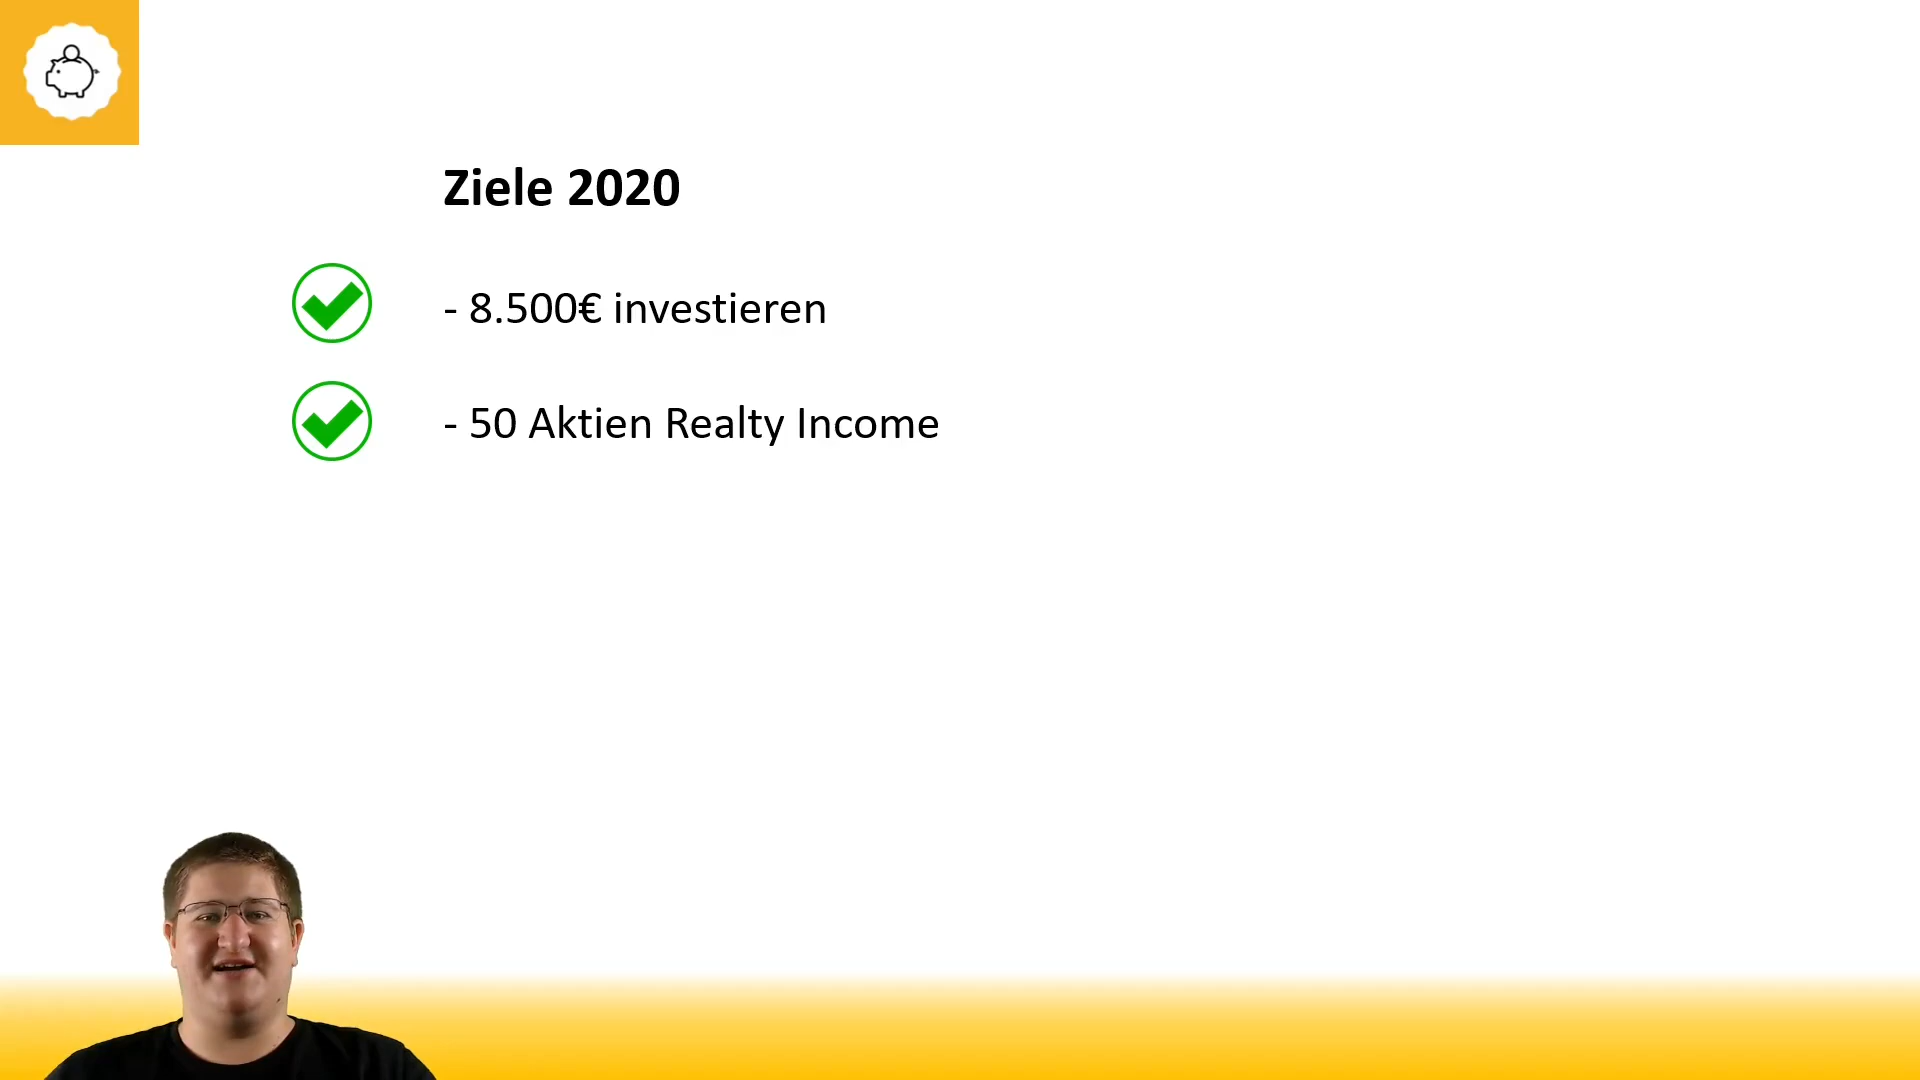 Ziele 2020
- 8.500€ investieren
- 50 Aktien Realty Income